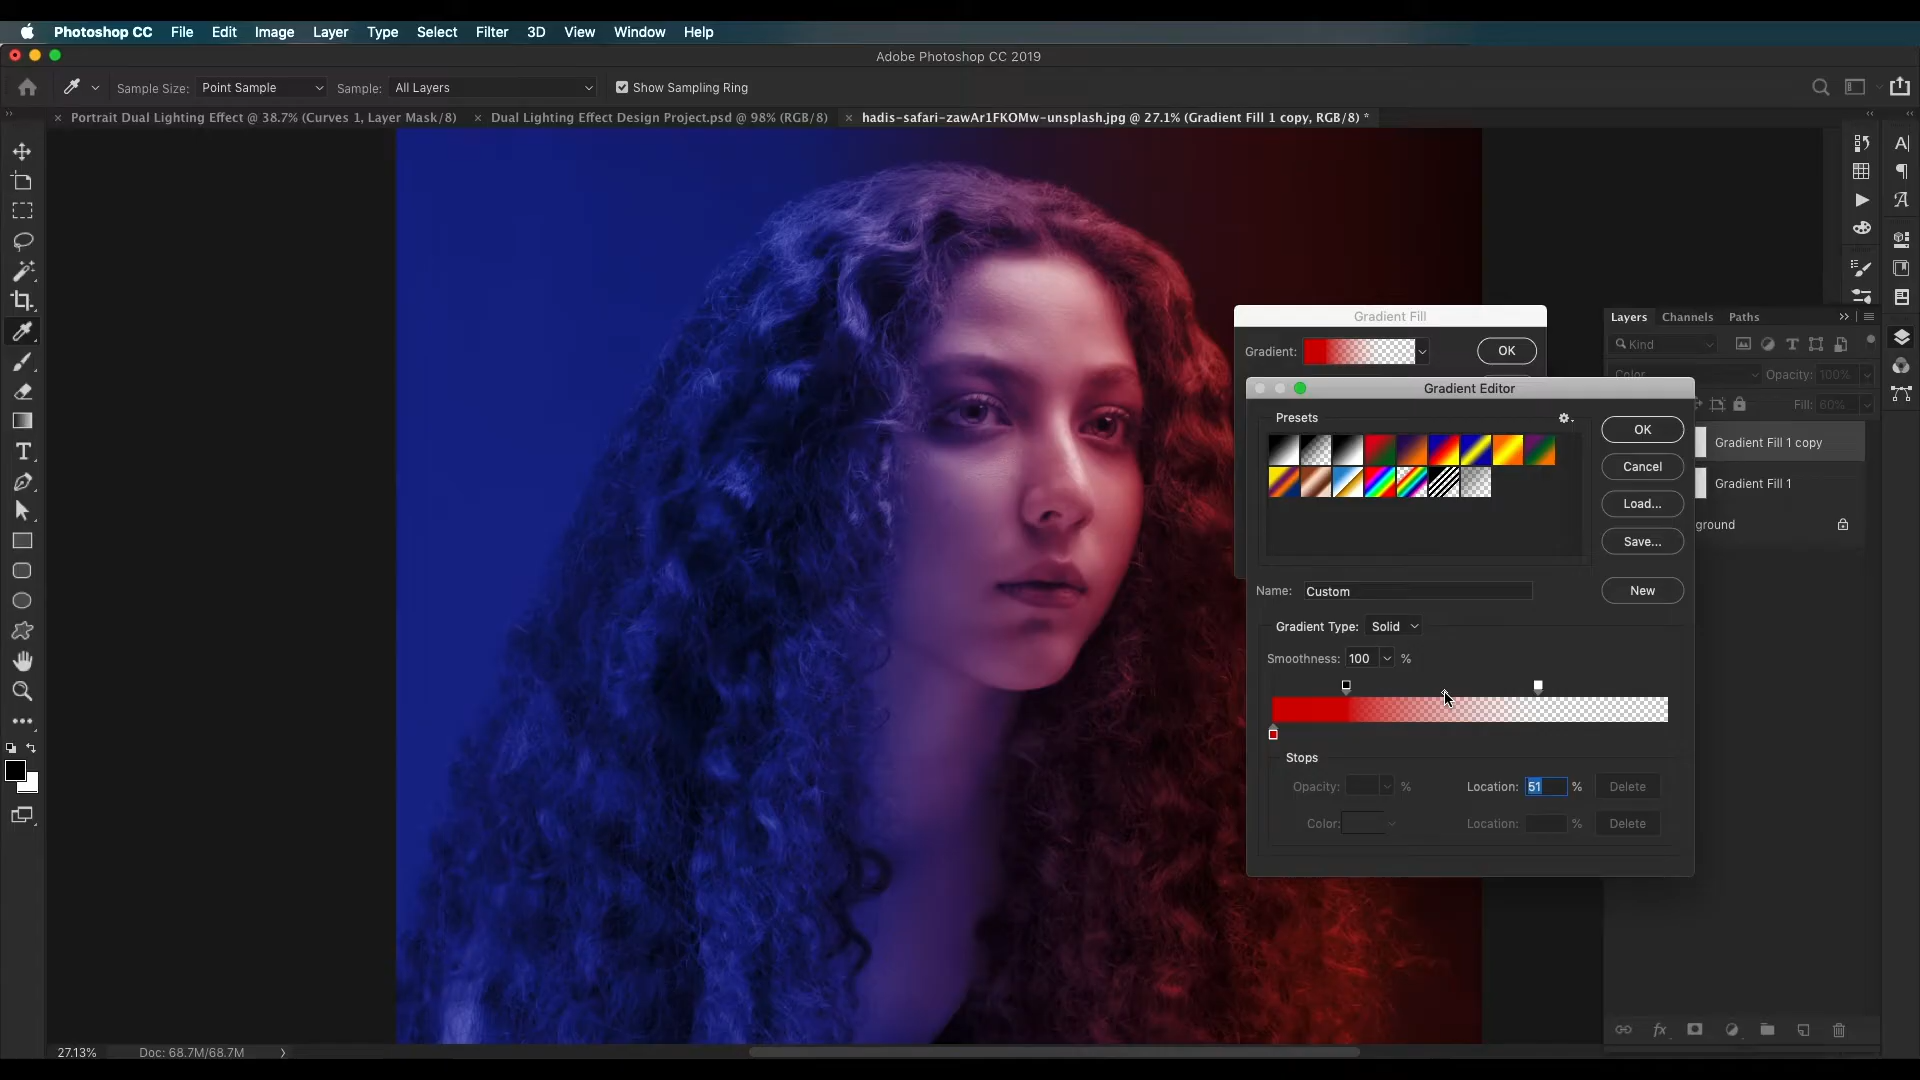 Photoshop CC File Edit Image Layer Type Select Filter 3D View Window Help
Adobe Photoshop CC 2019
Sample Size: Point Sample Sample: All Layers Show Sampling Ring
Portrait Dual Lighting Effect @ 38.7% (Curves 1, Layer Mask/8) Dual Lighting Effect Design Project.psd @ 98% (RGB/8) hadis-safari-zawAr1FKOMw-unsplash.jpg @ 27.1% (Gradient Fill 1 copy, RGB/8) *
Gradient Fill
Gradient: OK
Layers Channels Paths
Kind
Color Opacity: 100%
Fill: 60%
Gradient Fill 1 copy
Gradient Fill 1
ground
Gradient Editor
Presets
OK
Cancel
Load...
Save...
Name: Custom New
Gradient Type: Solid
Smoothness: 100 %
Stops
Opacity: % Location: 51 % Delete
Color: Location: % Delete
27.13% Doc: 68.7M/68.7M